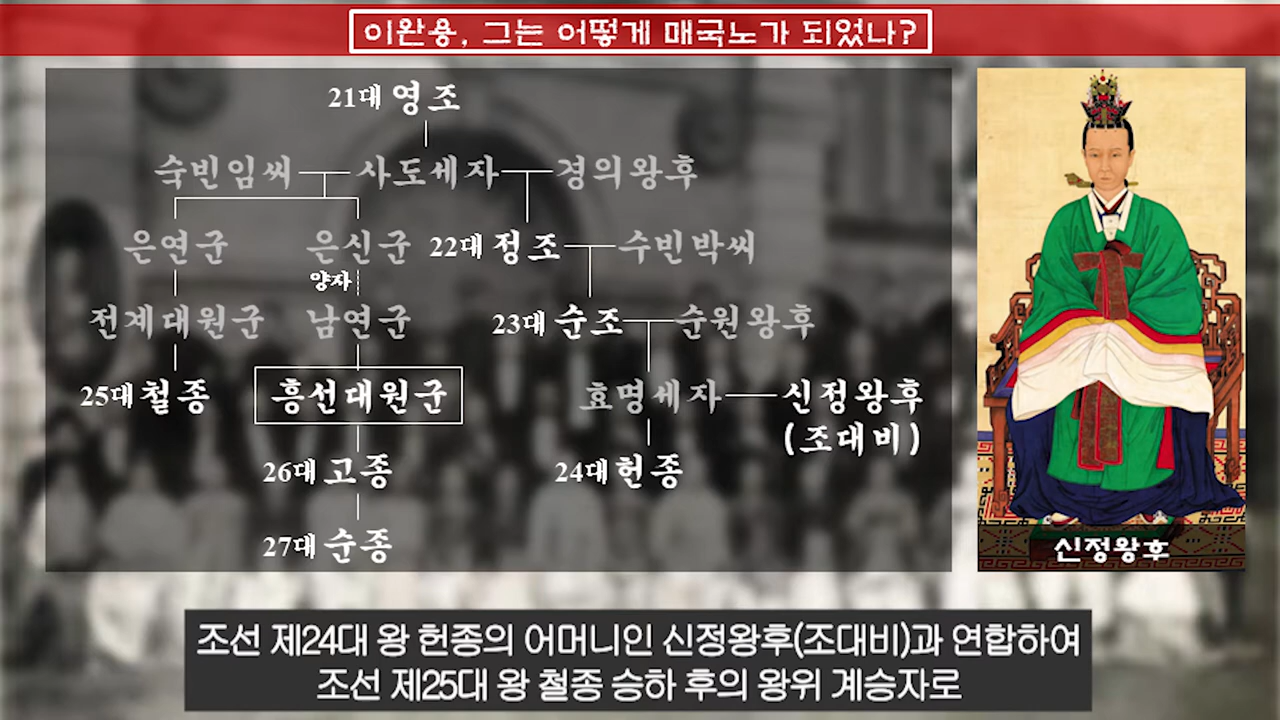 이완용, 그는 어떻게 매국노가 되었나?
21대 영조
숙빈임씨 사도세자 경의왕후
은연군 은신군 22대 정조 수빈박씨
양자
전계대원군 남연군 23대 순조 순원왕후
25대 철종 흥선대원군 효명세자 신정왕후
(조대비)
26대 고종 24대 헌종
27대 순종
신정왕후
조선 제24대 왕 헌종의 어머니인 신정왕후(조대비)과 연합하여
조선 제25대 왕 철종 승하 후의 왕위 계승자로